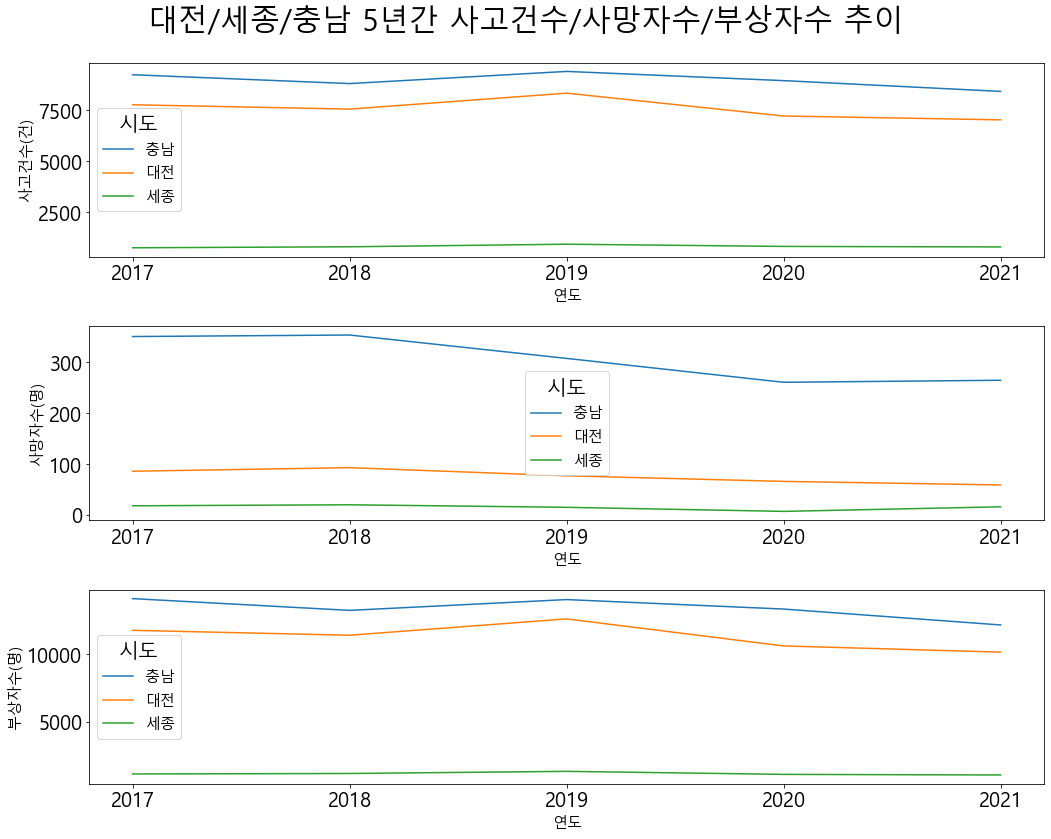 대전/세종/충남 5년간 사고건수/사망자수/부상자수 추이
사고건수(건)
7500
5000
2500
시도
충남
대전
세종
2017 2018 2019 2020 2021
연도
사망자수(명)
300
200
100
0
시도
충남
대전
세종
2017 2018 2019 2020 2021
연도
부상자수(명)
10000
5000
시도
충남
대전
세종
2017 2018 2019 2020 2021
연도